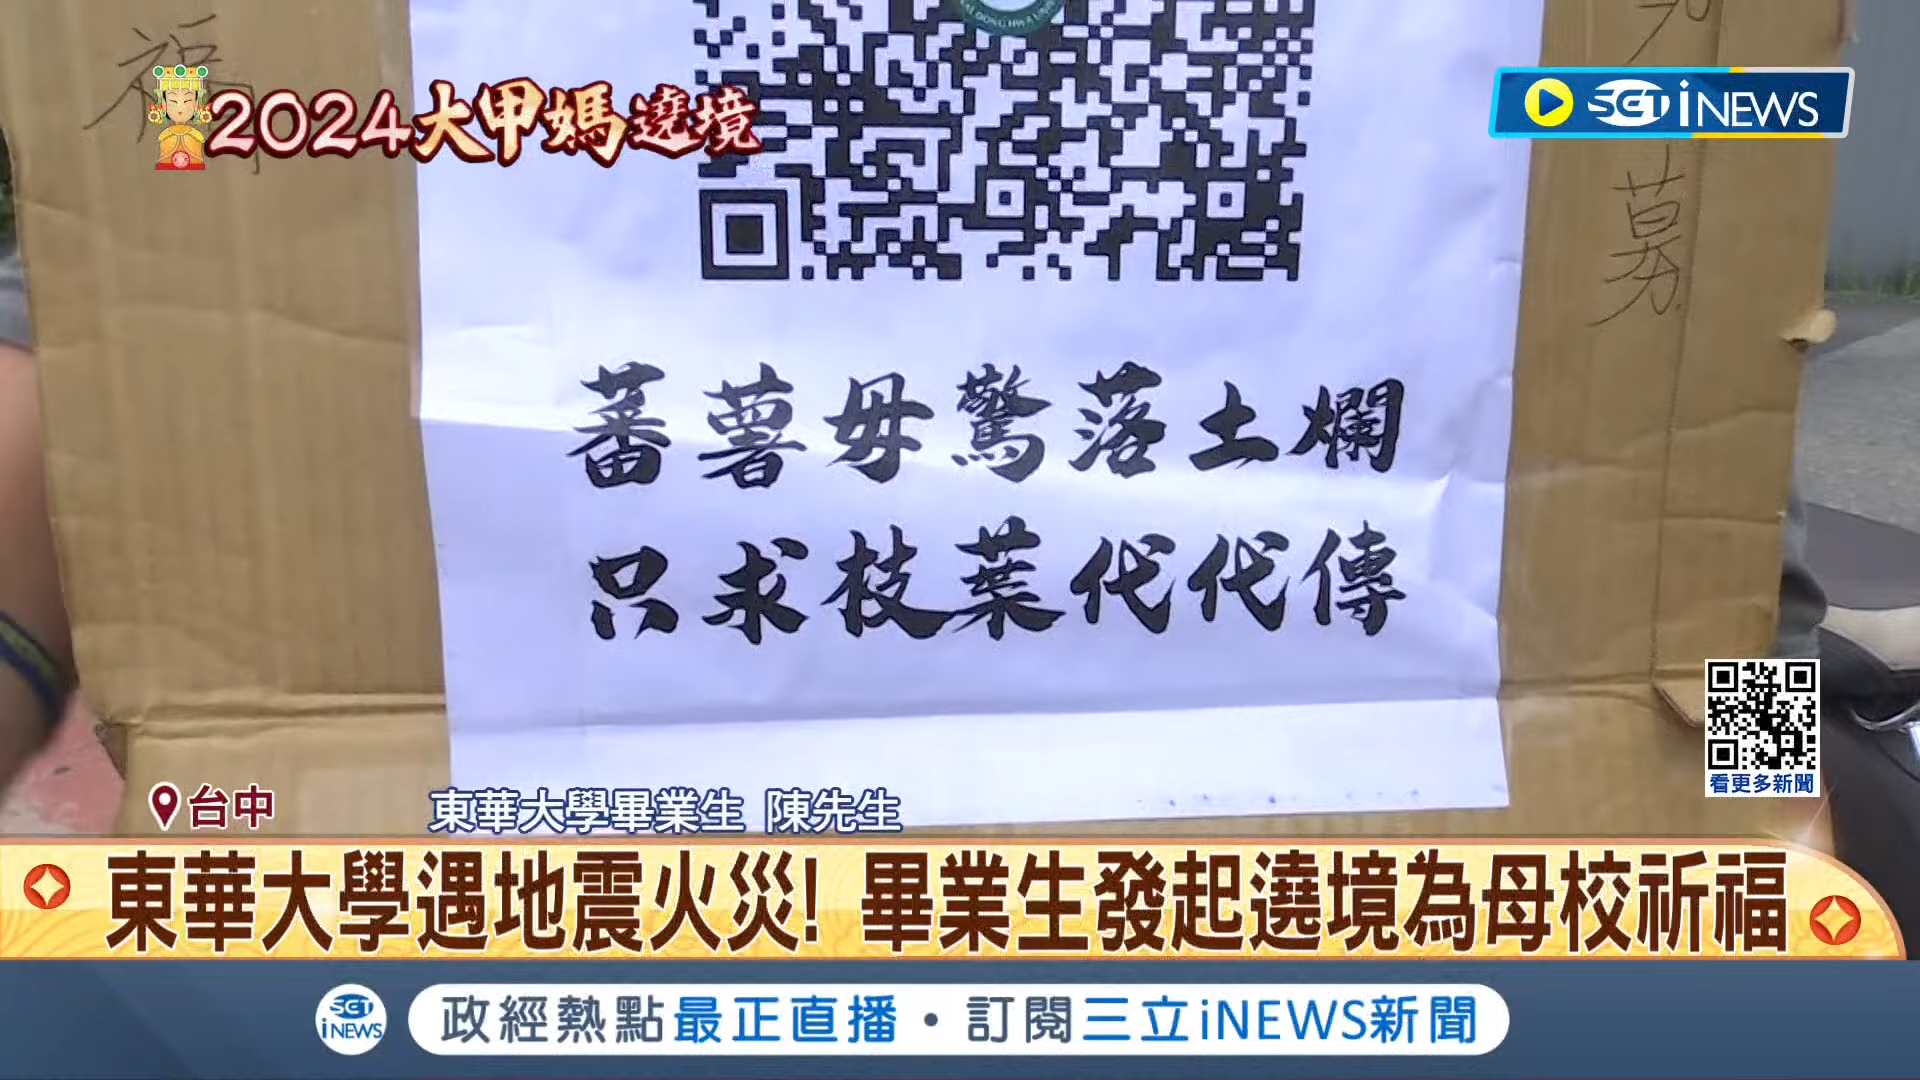 2024大甲媽遶境
SET iNEWS
福
募
蕃薯毋驚落土爛
只求枝葉代代傳
看更多新聞
台中
東華大學畢業生 陳先生
東華大學遇地震火災! 畢業生發起遶境為母校祈福
SET iNEWS
政經熱點最正直播・訂閱三立iNEWS新聞